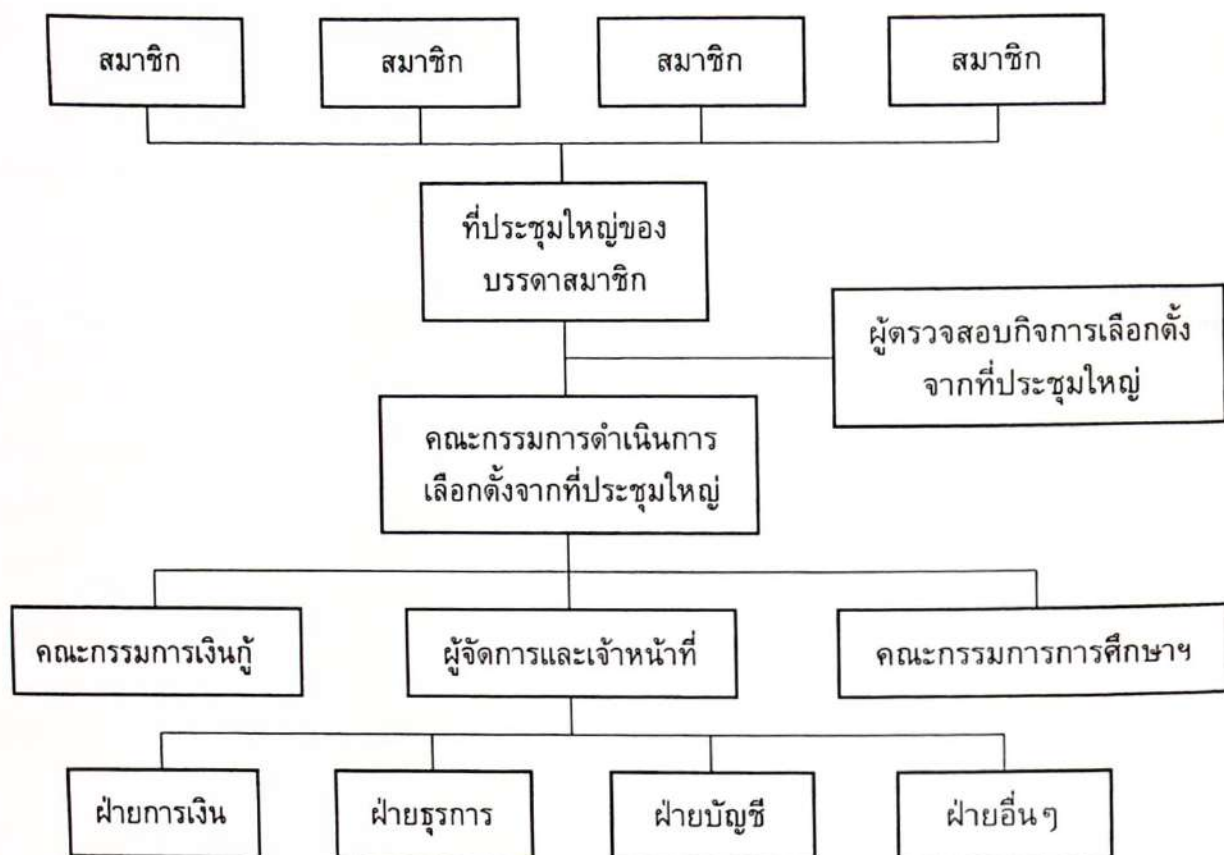 สมาชิก
สมาชิก
สมาชิก
สมาชิก
ที่ประชุมใหญ่ของ
บรรดาสมาชิก
ผู้ตรวจสอบกิจการเลือกตั้ง
จากที่ประชุมใหญ่
คณะกรรมการดำเนินการ
เลือกตั้งจากที่ประชุมใหญ่
คณะกรรมการเงินกู้
ผู้จัดการและเจ้าหน้าที่
คณะกรรมการการศึกษาฯ
ฝ่ายการเงิน
ฝ่ายธุรการ
ฝ่ายบัญชี
ฝ่ายอื่นๆ